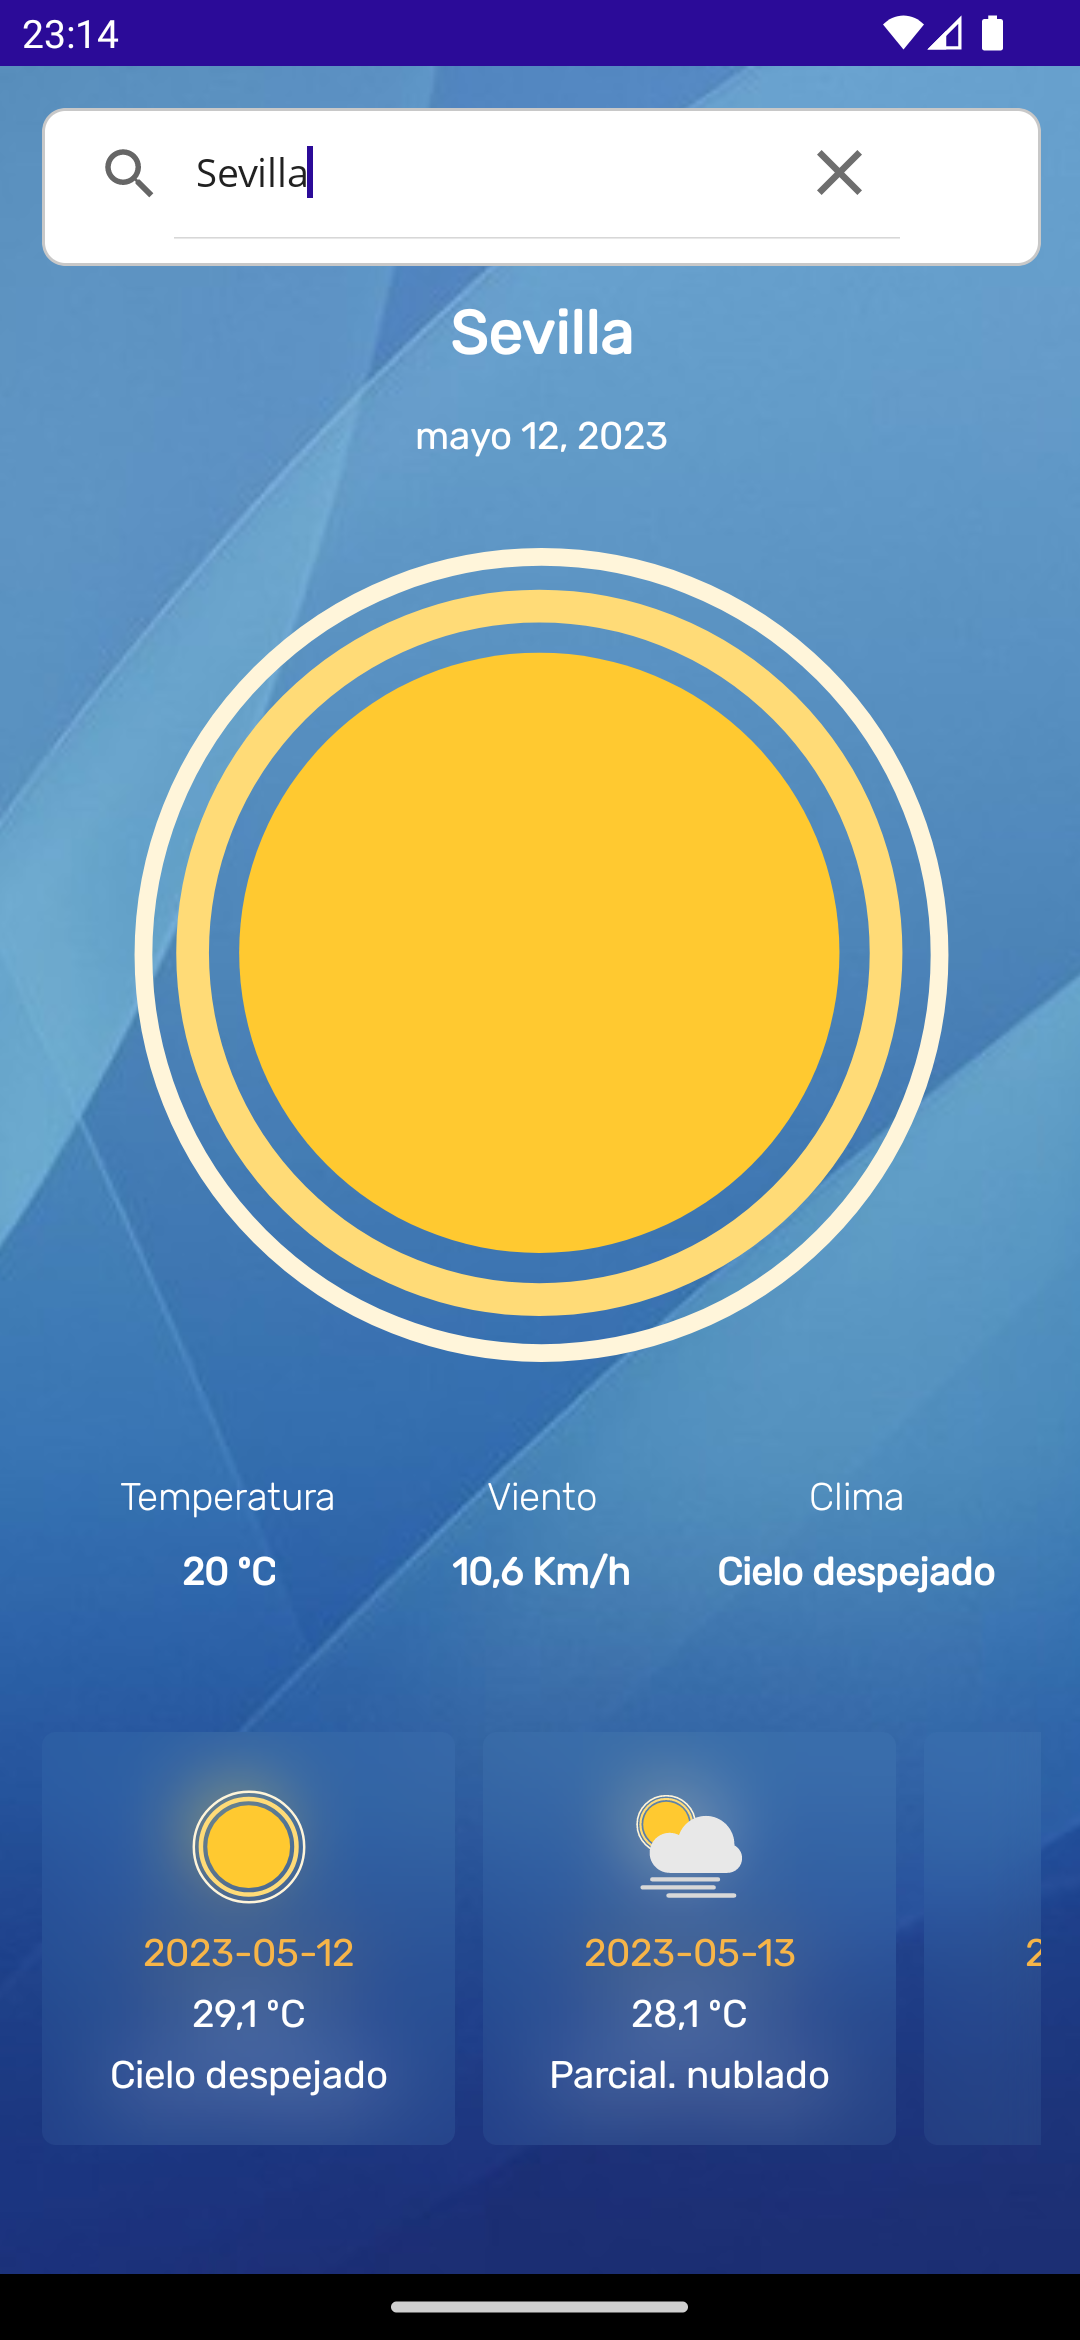 23:14
Sevilla
Sevilla
mayo 12, 2023
Temperatura Viento Clima
20 °C 10,6 Km/h Cielo despejado
2023-05-12 2023-05-13 2
29,1 °C 28,1 °C
Cielo despejado Parcial. nublado